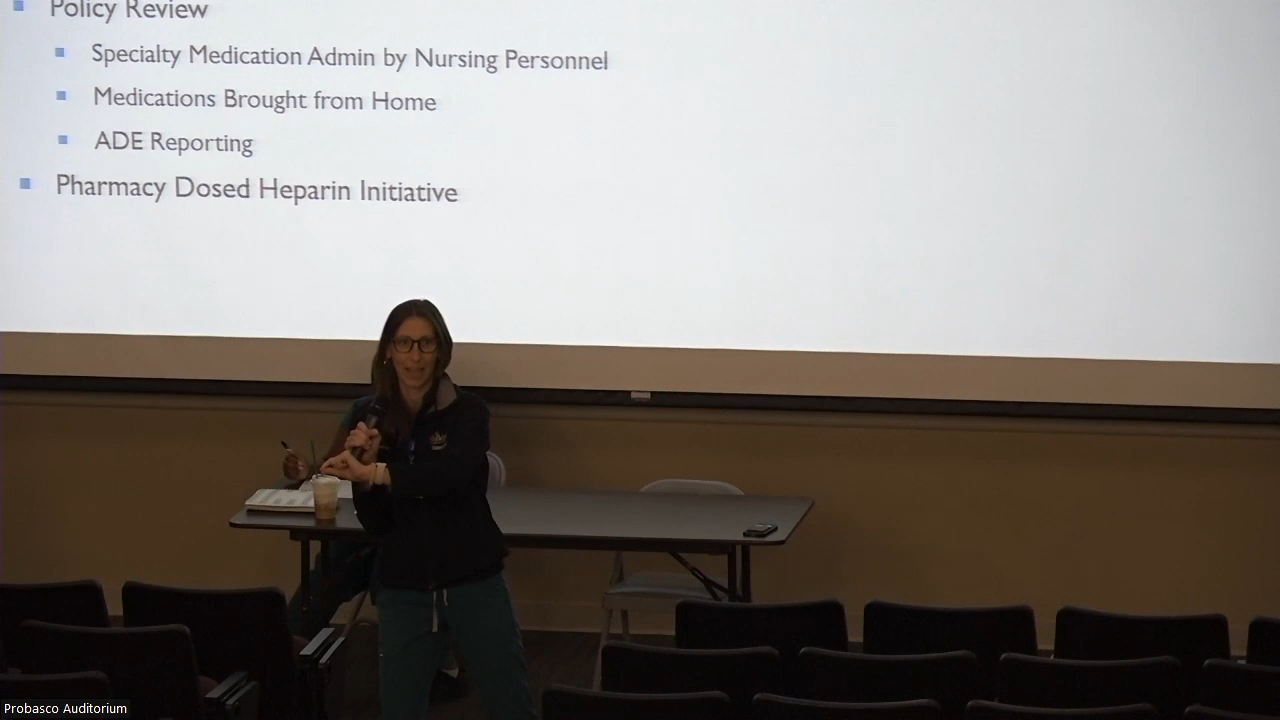 Policy Review
Specialty Medication Admin by Nursing Personnel
Medications Brought from Home
ADE Reporting
Pharmacy Dosed Heparin Initiative
Probasco Auditorium